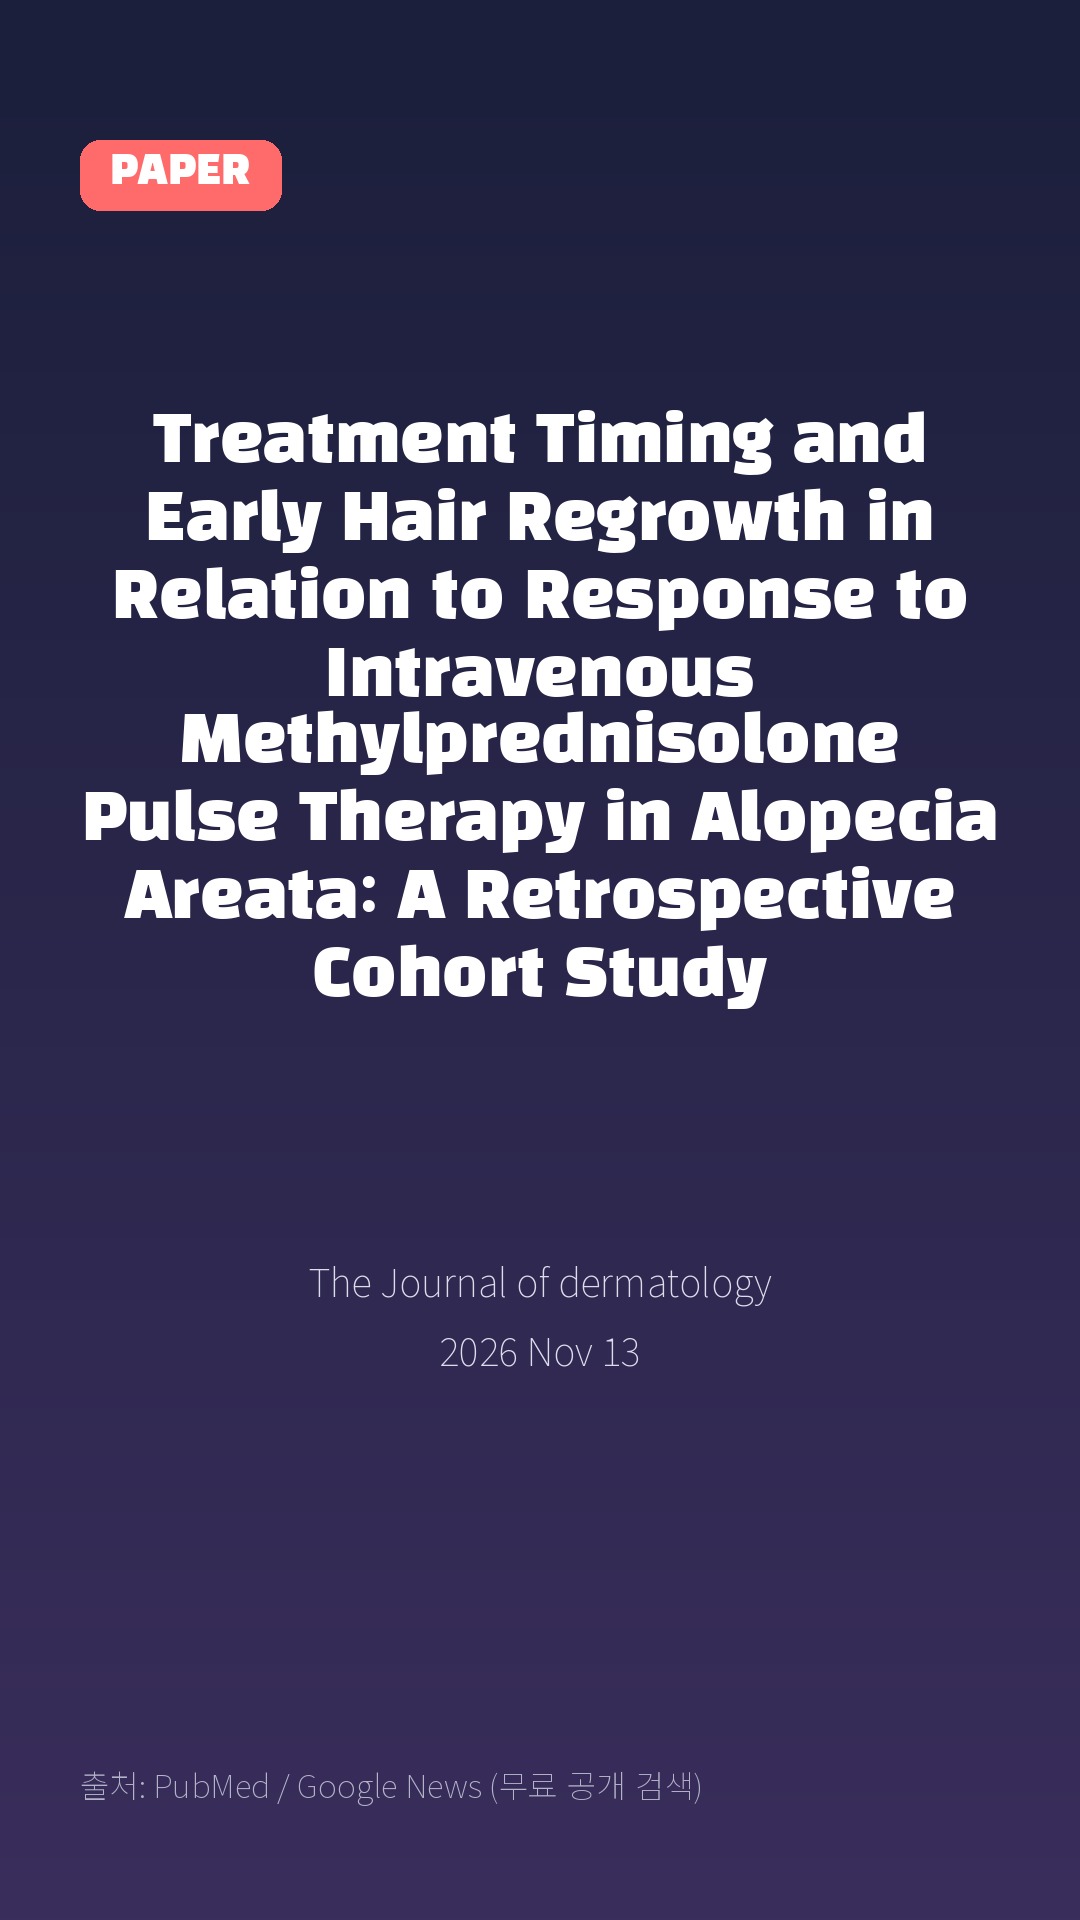 PAPER
Treatment Timing and
Early Hair Regrowth in
Relation to Response to
Intravenous
Methylprednisolone
Pulse Therapy in Alopecia
Areata: A Retrospective
Cohort Study
The Journal of dermatology
2026 Nov 13
출처: PubMed / Google News (무료 공개 검색)